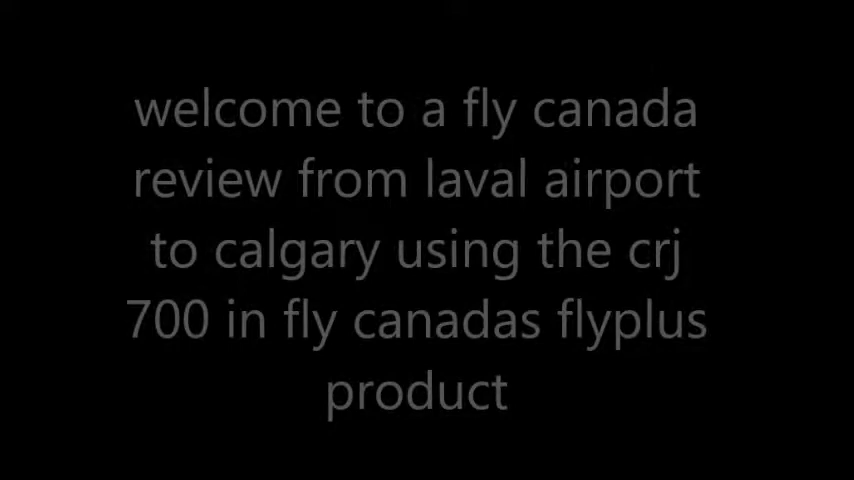 welcome to a fly canada
review from laval airport
to calgary using the crj
700 in fly canadas flyplus
product